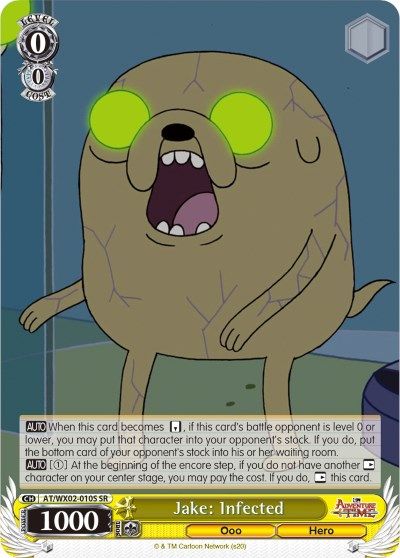 LEVEL
0
0
COST
AUTO When this card becomes, if this card's battle opponent is level 0 or
lower, you may put that character into your opponent's stock. If you do, put
the bottom card of your opponent's stock into his or her waiting room.
AUTO [①] At the beginning of the encore step, if you do not have another
character on your center stage, you may pay the cost. If you do, this card.
CH AT/WX02-010S SR
POWER 1000 SOUL
Jake: Infected
ADVENTURE TIME
Ooo Hero
© & TM Cartoon Network (s20)